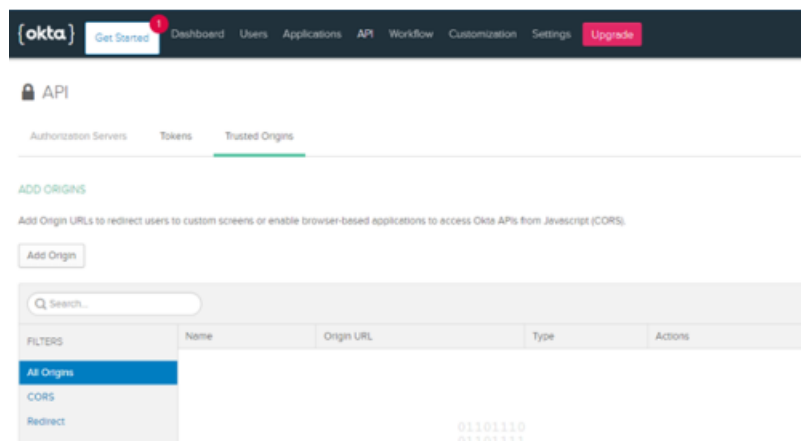 {okta} Get Started 1 Dashboard Users Applications API Workflow Customization Settings Upgrade
API
Authorization Servers Tokens Trusted Origins
ADD ORIGINS
Add Origin URLs to redirect users to custom screens or enable browser-based applications to access Okta APIs from Javascript (CORS).
Add Origin
Search...
FILTERS Name Origin URL Type Actions
All Origins
CORS
Redirect
01101110
01101111